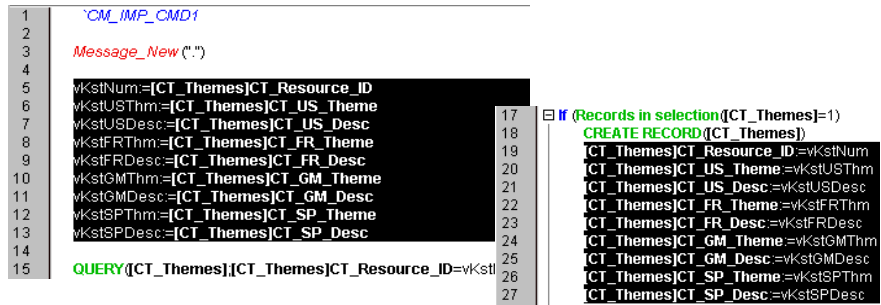 1 `CM_IMP_CMD1
2
3 Message_New (".")
4
5 vKstNum:=[CT_Themes]CT_Resource_ID
6 vKstUSThm:=[CT_Themes]CT_US_Theme
7 vKstUSDesc:=[CT_Themes]CT_US_Desc
8 vKstFRThm:=[CT_Themes]CT_FR_Theme
9 vKstFRDesc:=[CT_Themes]CT_FR_Desc
10 vKstGMThm:=[CT_Themes]CT_GM_Theme
11 vKstGMDesc:=[CT_Themes]CT_GM_Desc
12 vKstSPThm:=[CT_Themes]CT_SP_Theme
13 vKstSPDesc:=[CT_Themes]CT_SP_Desc
14
15 QUERY([CT_Themes];[CT_Themes]CT_Resource_ID=
17 If (Records in selection([CT_Themes]=1)
18 CREATE RECORD([CT_Themes])
19 [CT_Themes]CT_Resource_ID:=vKstNum
20 [CT_Themes]CT_US_Theme:=vKstUSThm
21 [CT_Themes]CT_US_Desc:=vKstUSDesc
22 [CT_Themes]CT_FR_Theme:=vKstFRThm
23 [CT_Themes]CT_FR_Desc:=vKstFRDesc
24 [CT_Themes]CT_GM_Theme:=vKstGMThm
25 [CT_Themes]CT_GM_Desc:=vKstGMDesc
26 [CT_Themes]CT_SP_Theme:=vKstSPThm
27 [CT_Themes]CT_SP_Desc:=vKstSPDesc